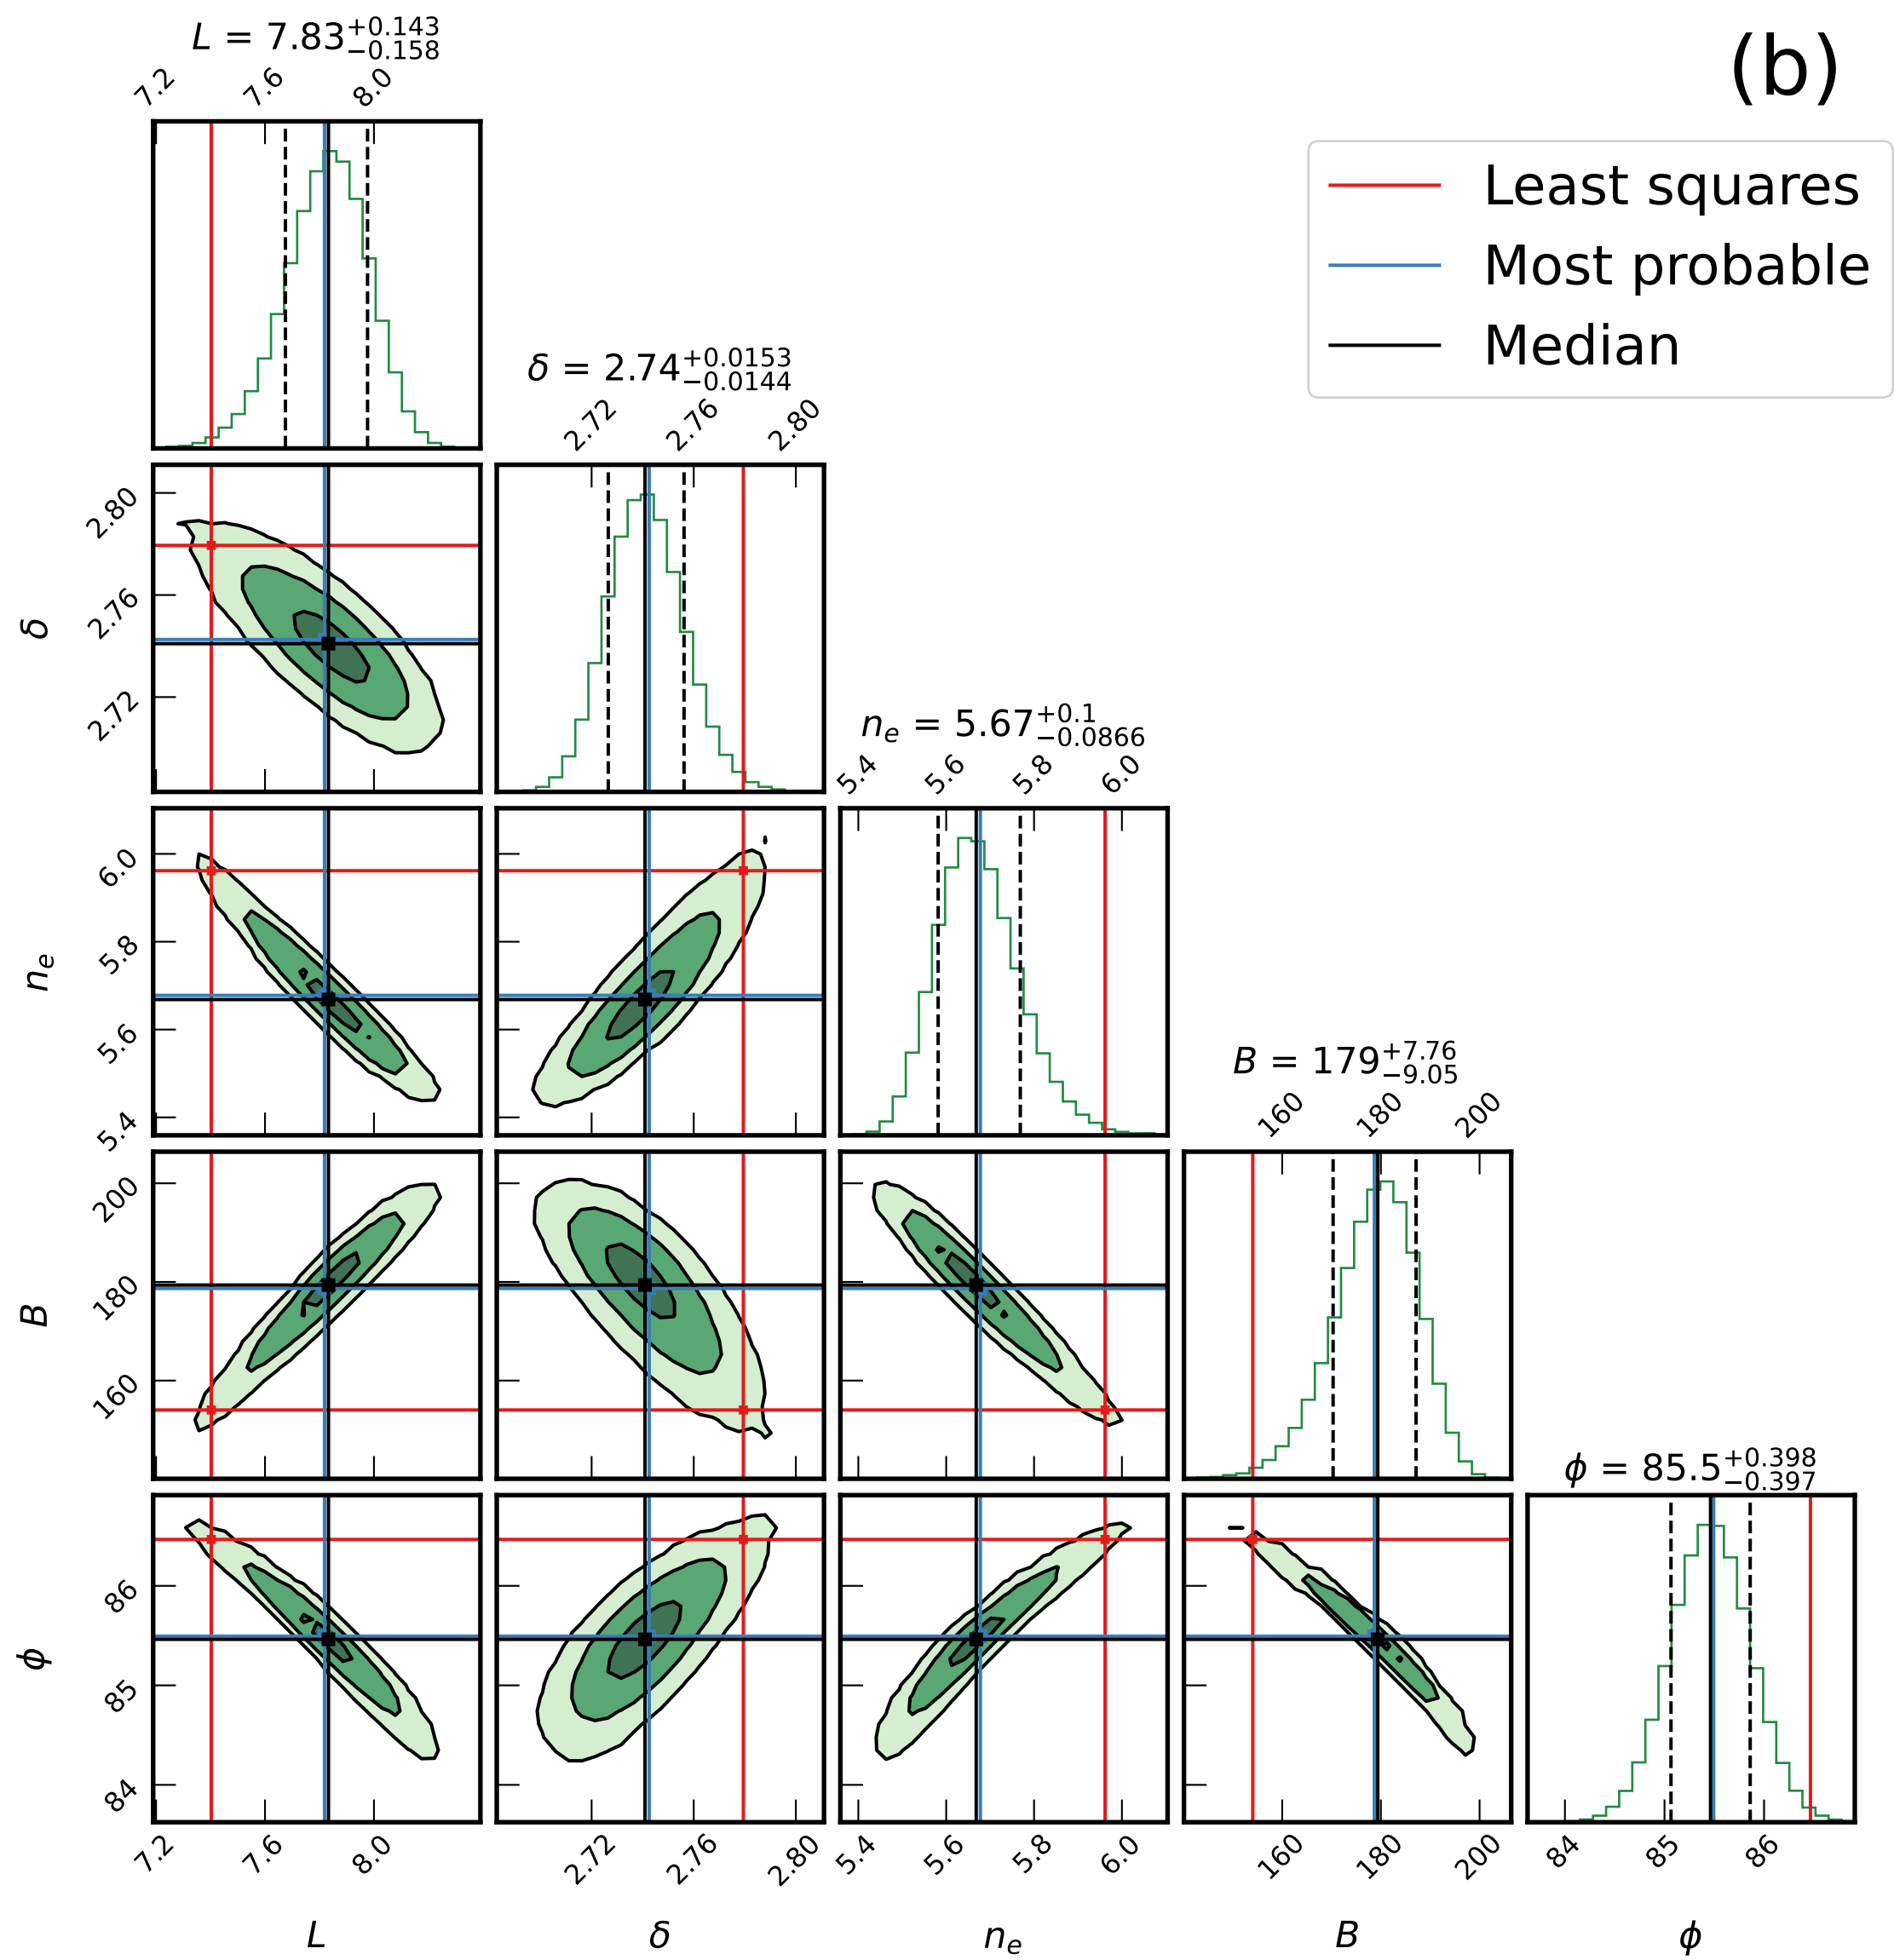 (b)
L = 7.83 +0.143 −0.158
7.2 7.6 8.0
Least squares
Most probable
Median
δ = 2.74 +0.0153 −0.0144
2.72 2.76 2.80
δ
2.80
2.76
2.72
n_e = 5.67 +0.1 −0.0866
5.4 5.6 5.8 6.0
n_e
6.0
5.8
5.6
5.4
B = 179 +7.76 −9.05
160 180 200
B
200
180
160
ϕ = 85.5 +0.398 −0.397
ϕ
86
85
84
7.2 7.6 8.0 2.72 2.76 2.80 5.4 5.6 5.8 6.0 160 180 200 84 85 86
L δ n_e B ϕ